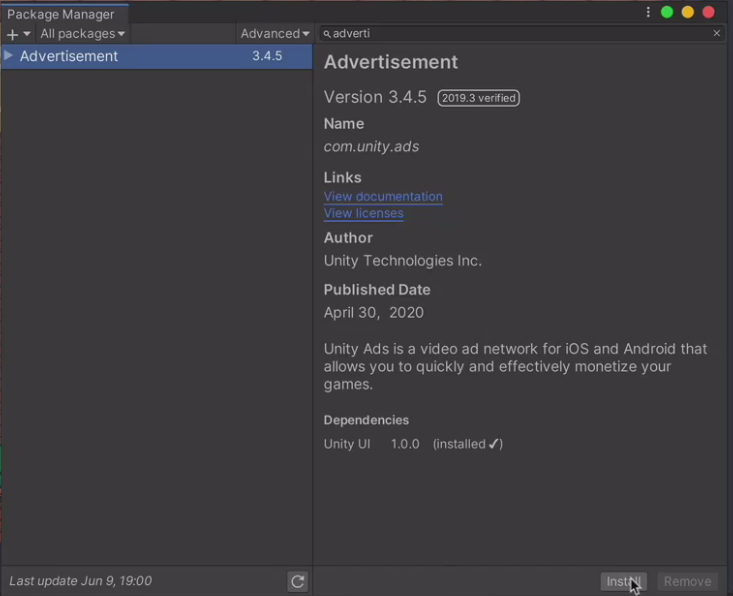 Package Manager
+ All packages Advanced adverti
Advertisement 3.4.5
Advertisement
Version 3.4.5 2019.3 verified
Name
com.unity.ads
Links
View documentation
View licenses
Author
Unity Technologies Inc.
Published Date
April 30, 2020
Unity Ads is a video ad network for iOS and Android that
allows you to quickly and effectively monetize your
games.
Dependencies
Unity UI 1.0.0 (installed ✓)
Last update Jun 9, 19:00
Install Remove